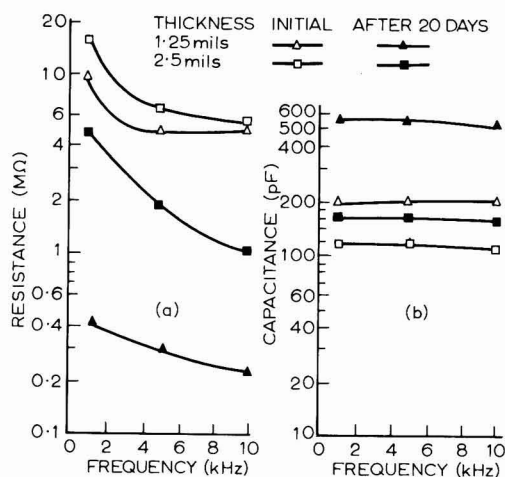 THICKNESS INITIAL AFTER 20 DAYS
1·25 mils
2·5 mils
RESISTANCE (MΩ)
20
10
6
4
2
1
0·6
0·4
0·2
0·1
(a)
0 2 4 6 8 10
FREQUENCY (kHz)
CAPACITANCE (pF)
600
500
400
200
100
60
40
20
10
(b)
0 2 4 6 8 10
FREQUENCY (kHz)